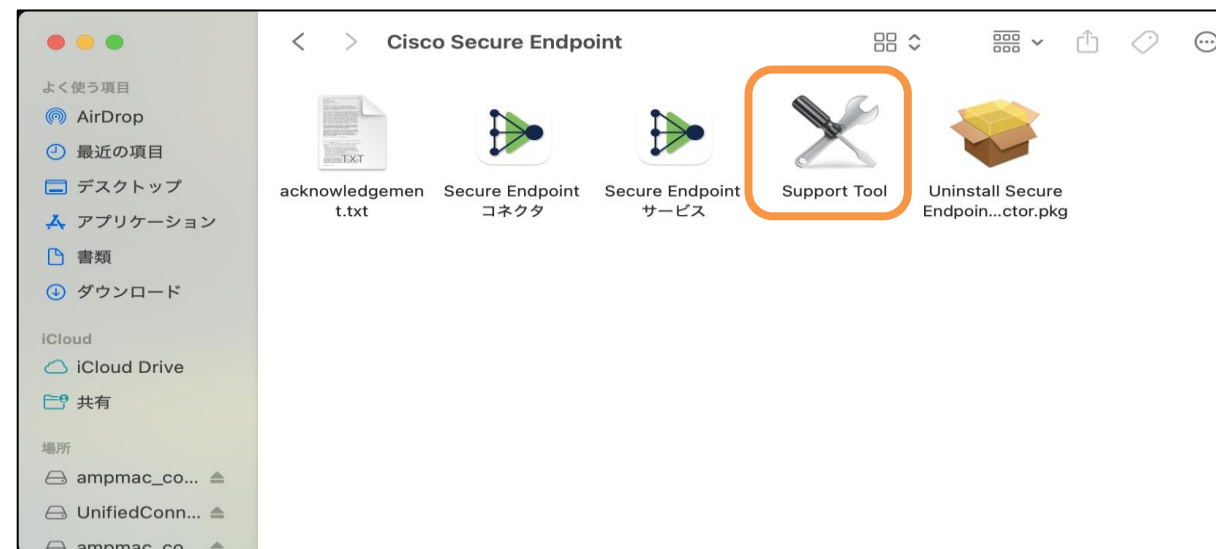 Cisco Secure Endpoint
よく使う項目
AirDrop
最近の項目
デスクトップ
アプリケーション
書類
ダウンロード
iCloud
iCloud Drive
共有
場所
ampmac_co...
UnifiedConn...
ampmac_co...
TXT
acknowledgemen
t.txt
Secure Endpoint
コネクタ
Secure Endpoint
サービス
Support Tool
Uninstall Secure
Endpoin...ctor.pkg